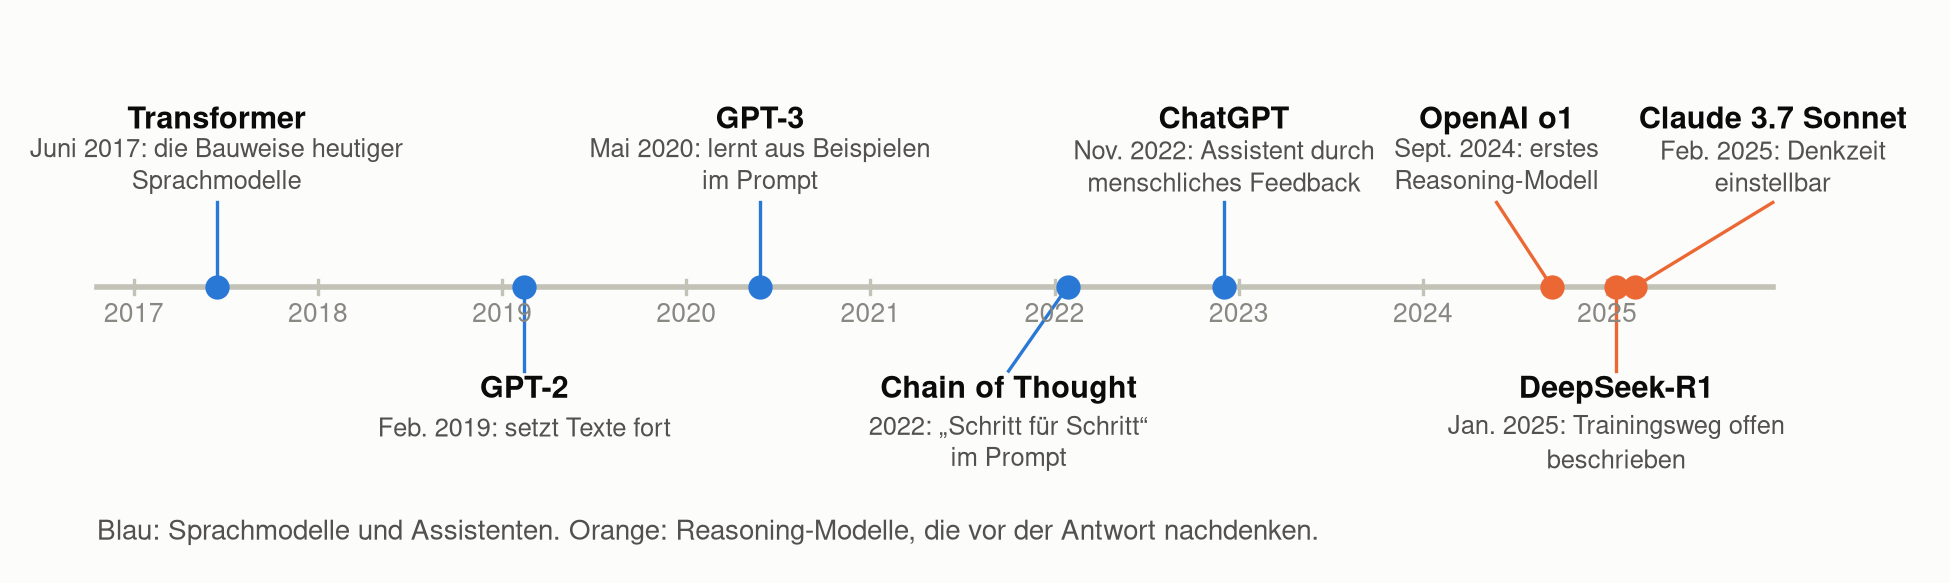 Transformer
Juni 2017: die Bauweise heutiger
Sprachmodelle
GPT-3
Mai 2020: lernt aus Beispielen
im Prompt
ChatGPT
Nov. 2022: Assistent durch
menschliches Feedback
OpenAI o1
Sept. 2024: erstes
Reasoning-Modell
Claude 3.7 Sonnet
Feb. 2025: Denkzeit
einstellbar
2017
2018
2019
2020
2021
2022
2023
2024
2025
GPT-2
Feb. 2019: setzt Texte fort
Chain of Thought
2022: „Schritt für Schritt“
im Prompt
DeepSeek-R1
Jan. 2025: Trainingsweg offen
beschrieben
Blau: Sprachmodelle und Assistenten. Orange: Reasoning-Modelle, die vor der Antwort nachdenken.